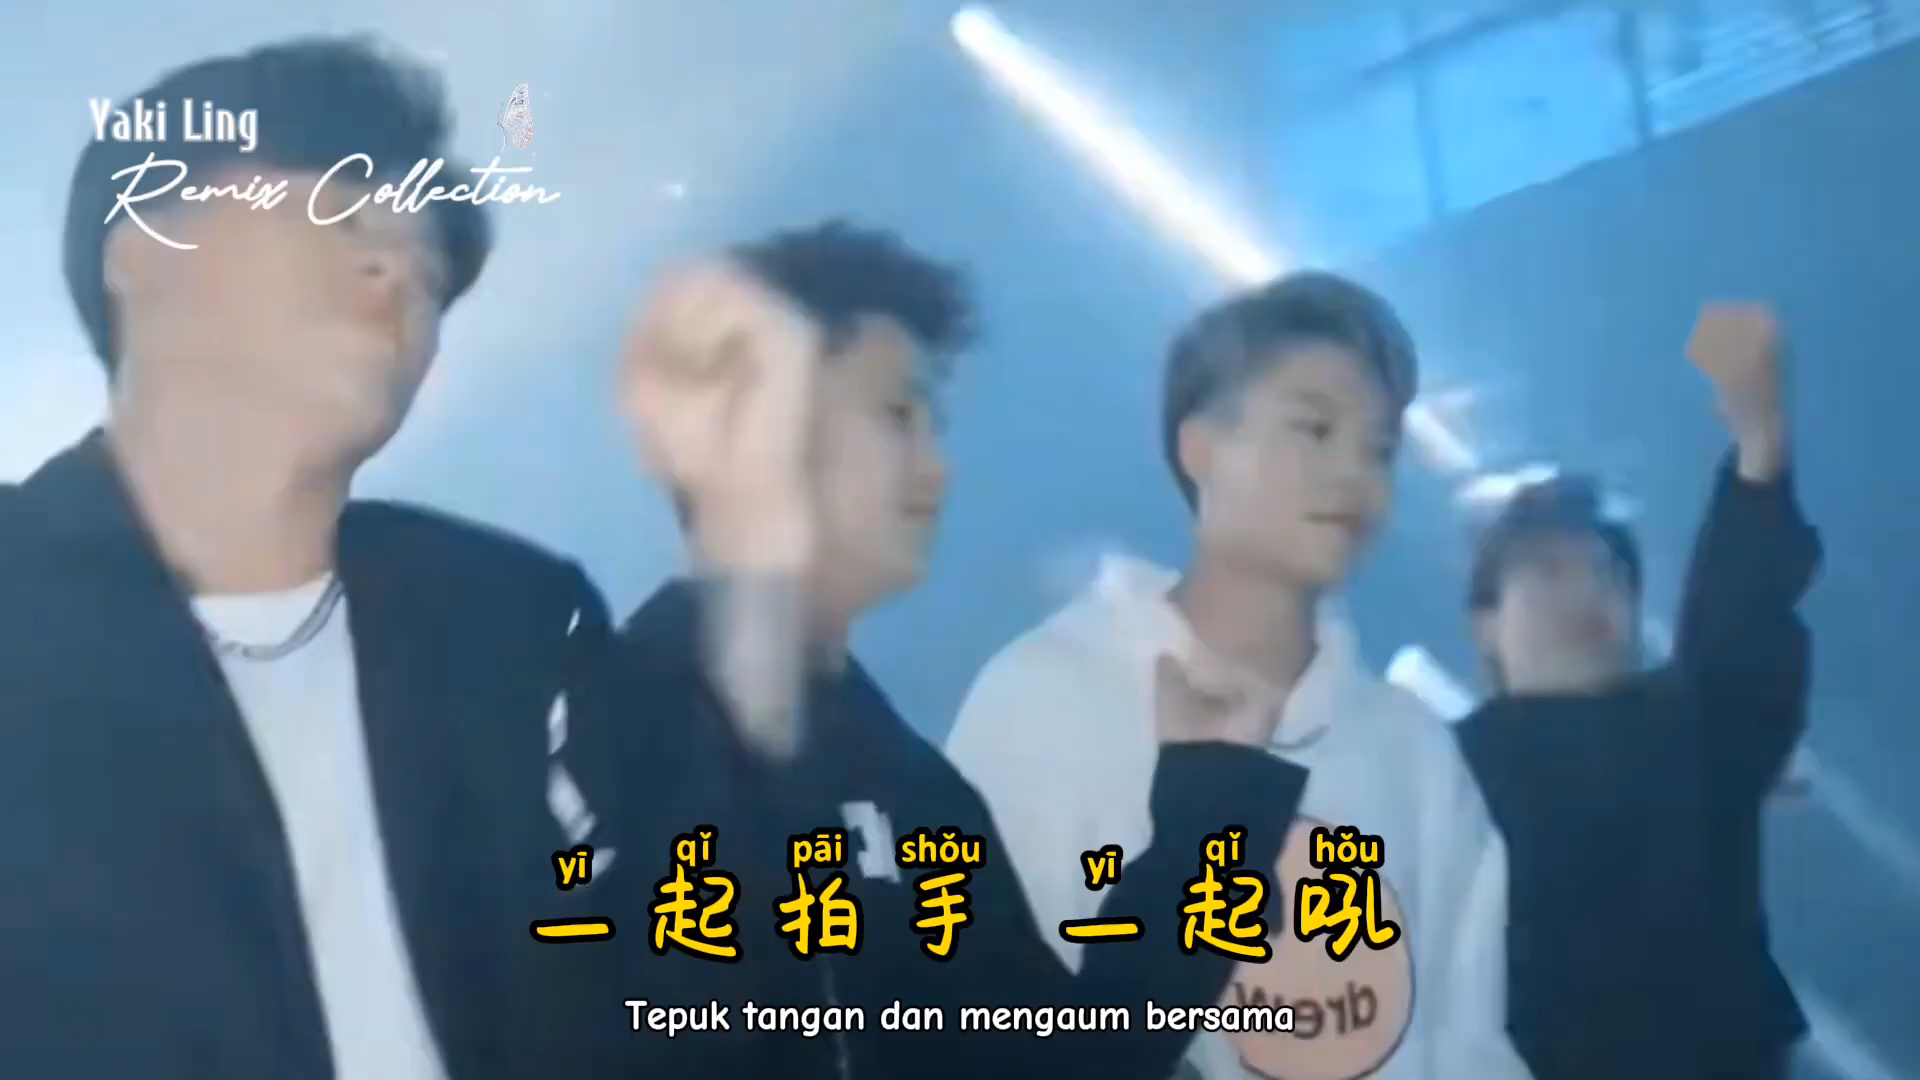 Yaki Ling
Remix Collection
yī qǐ pāi shǒu yī qǐ hǒu
一起拍手 一起吼
drew
Tepuk tangan dan mengaum bersama